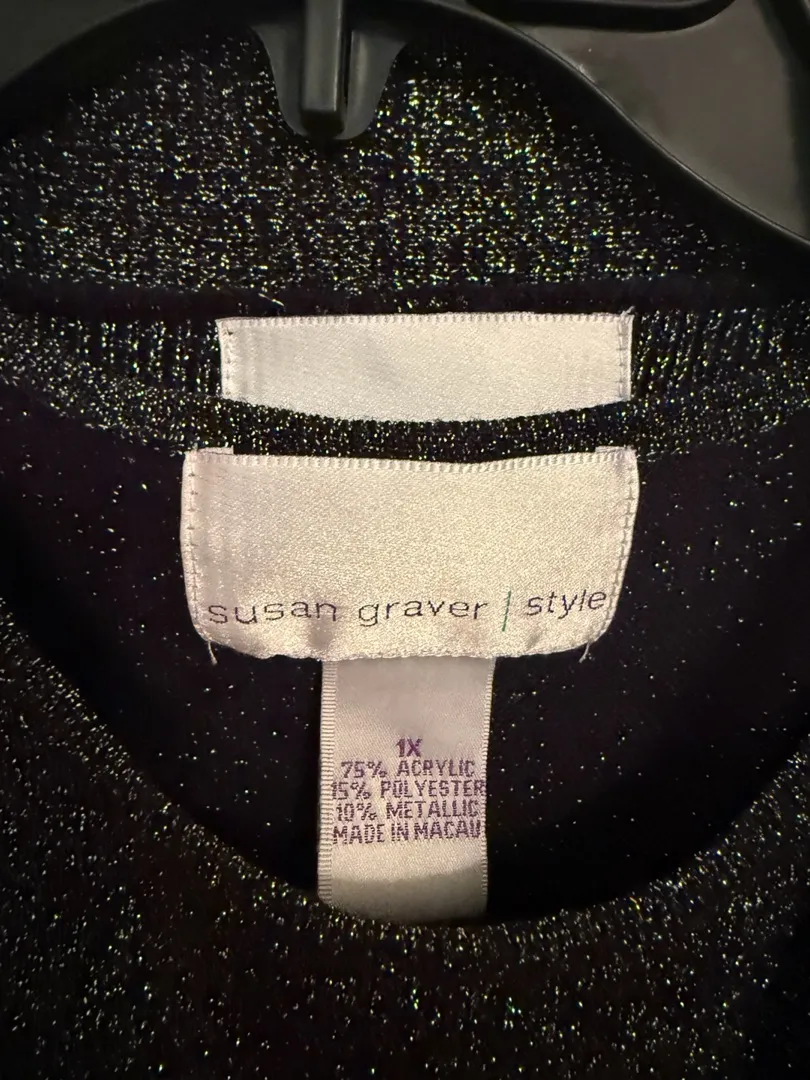 susan graver | style
1X
75% ACRYLIC
15% POLYESTER
10% METALLIC
MADE IN MACAU